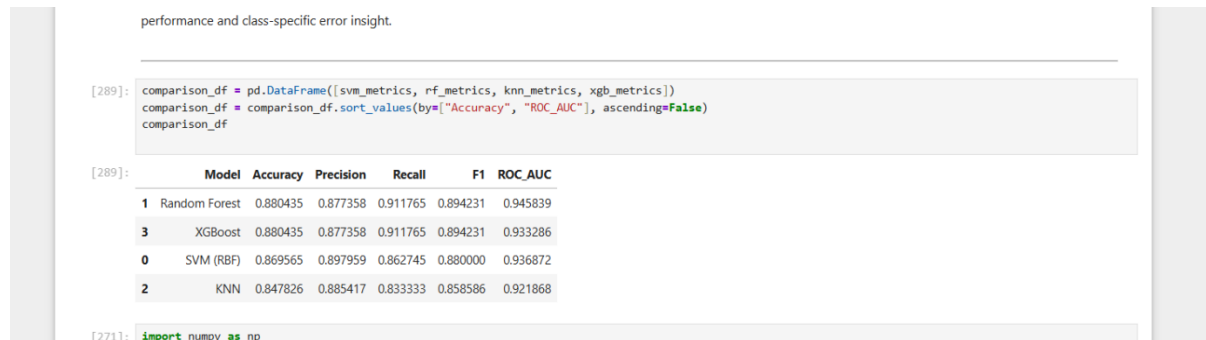 performance and class-specific error insight.
[289]: comparison_df = pd.DataFrame([svm_metrics, rf_metrics, knn_metrics, xgb_metrics])
comparison_df = comparison_df.sort_values(by=["Accuracy", "ROC_AUC"], ascending=False)
comparison_df
[289]: Model Accuracy Precision Recall F1 ROC_AUC
1 Random Forest 0.880435 0.877358 0.911765 0.894231 0.945839
3 XGBoost 0.880435 0.877358 0.911765 0.894231 0.933286
0 SVM (RBF) 0.869565 0.897959 0.862745 0.880000 0.936872
2 KNN 0.847826 0.885417 0.833333 0.858586 0.921868
[271]: import numpy as np